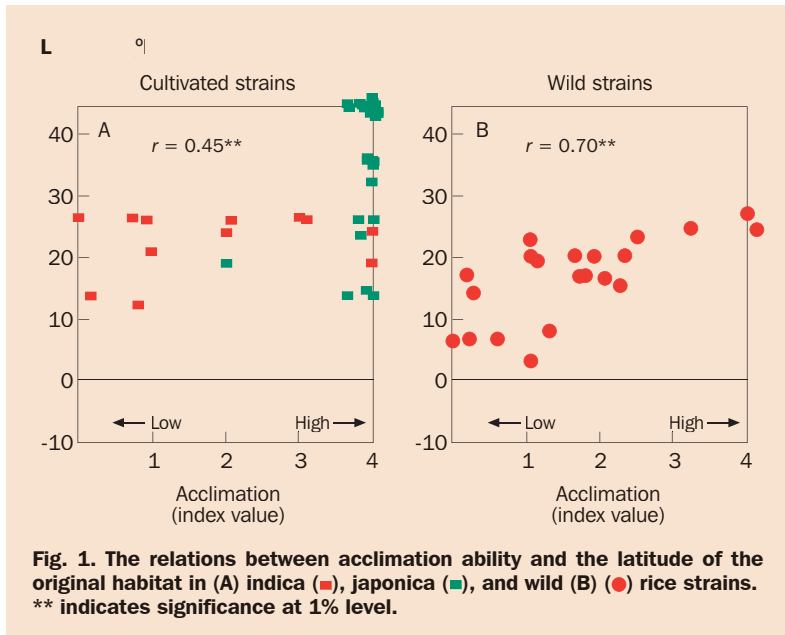 L °
Cultivated strains
Wild strains
A
r = 0.45**
B
r = 0.70**
40
30
20
10
0
-10
40
30
20
10
0
-10
Low High
Low High
1 2 3 4
1 2 3 4
Acclimation
(index value)
Acclimation
(index value)
Fig. 1. The relations between acclimation ability and the latitude of the
original habitat in (A) indica ( ), japonica ( ), and wild (B) ( ) rice strains.
** indicates significance at 1% level.